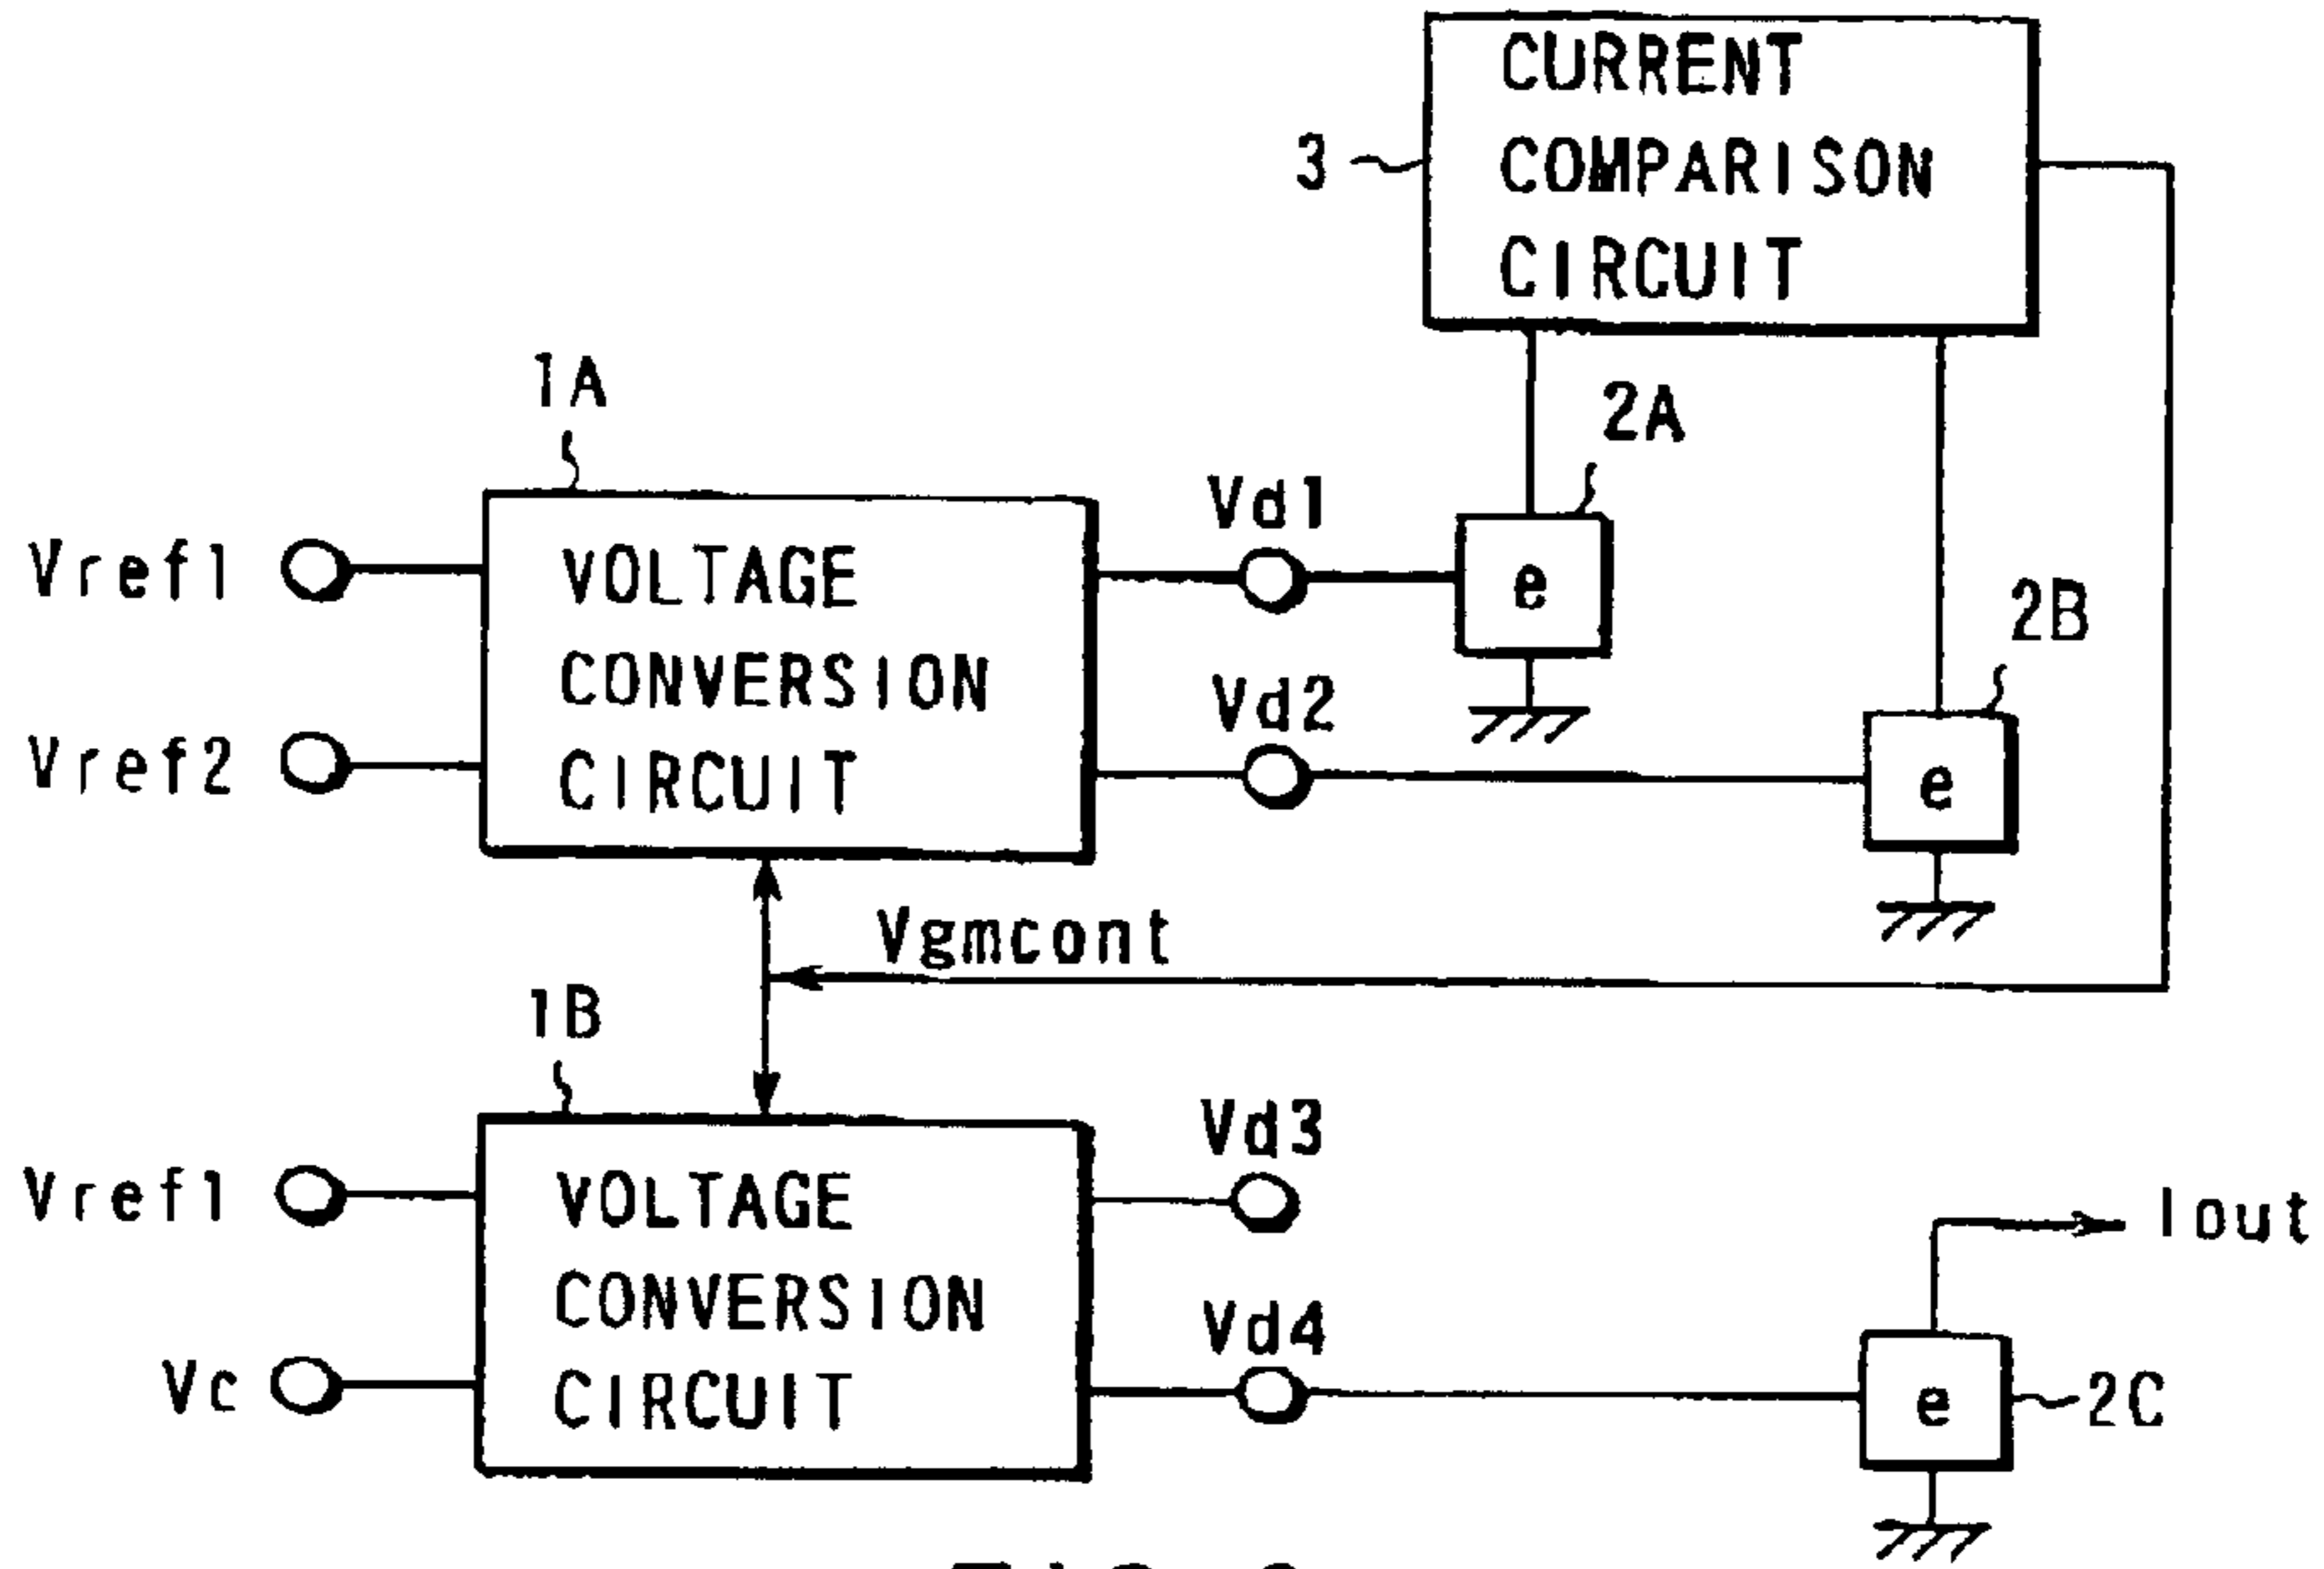 CURRENT
COMPARISON
CIRCUIT
3
1A
2A
Vd1
Vref1
VOLTAGE
CONVERSION
CIRCUIT
e
2B
Vd2
Vref2
e
Vgmcont
1B
Vd3
Vref1
VOLTAGE
CONVERSION
CIRCUIT
Iout
Vd4
Vc
e
2C